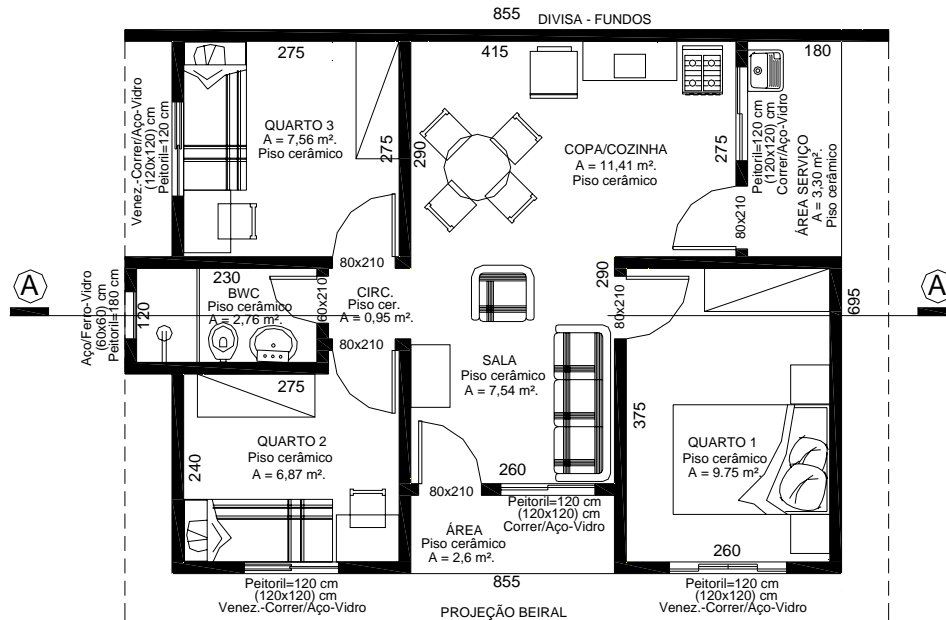 855 DIVISA - FUNDOS
275
415
180
Venez.-Correr/Aço-Vidro
(120x120) cm
Peitoril=120 cm
QUARTO 3
A = 7,56 m².
Piso cerâmico
275
290
COPA/COZINHA
A = 11,41 m².
Piso cerâmico
275
Peitoril=120 cm
(120x120) cm
Correr/Aço-Vidro
ÁREA SERVIÇO
A = 3,30 m².
Piso cerâmico
80x210
80x210
A
Aço/Ferro-Vidro
(60x60) cm
Peitoril=180 cm
120
230
BWC
Piso cerâmico
A = 2,76 m².
60x210
CIRC.
Piso cer.
A = 0,95 m².
80x210
290
80x210
695
A
SALA
Piso cerâmico
A = 7,54 m².
275
QUARTO 2
Piso cerâmico
A = 6,87 m².
240
375
QUARTO 1
Piso cerâmico
A = 9.75 m².
260
80x210
Peitoril=120 cm
(120x120) cm
Correr/Aço-Vidro
ÁREA
Piso cerâmico
A = 2,6 m².
260
Peitoril=120 cm
(120x120) cm
Venez.-Correr/Aço-Vidro
855
PROJEÇÃO BEIRAL
Peitoril=120 cm
(120x120) cm
Venez.-Correr/Aço-Vidro